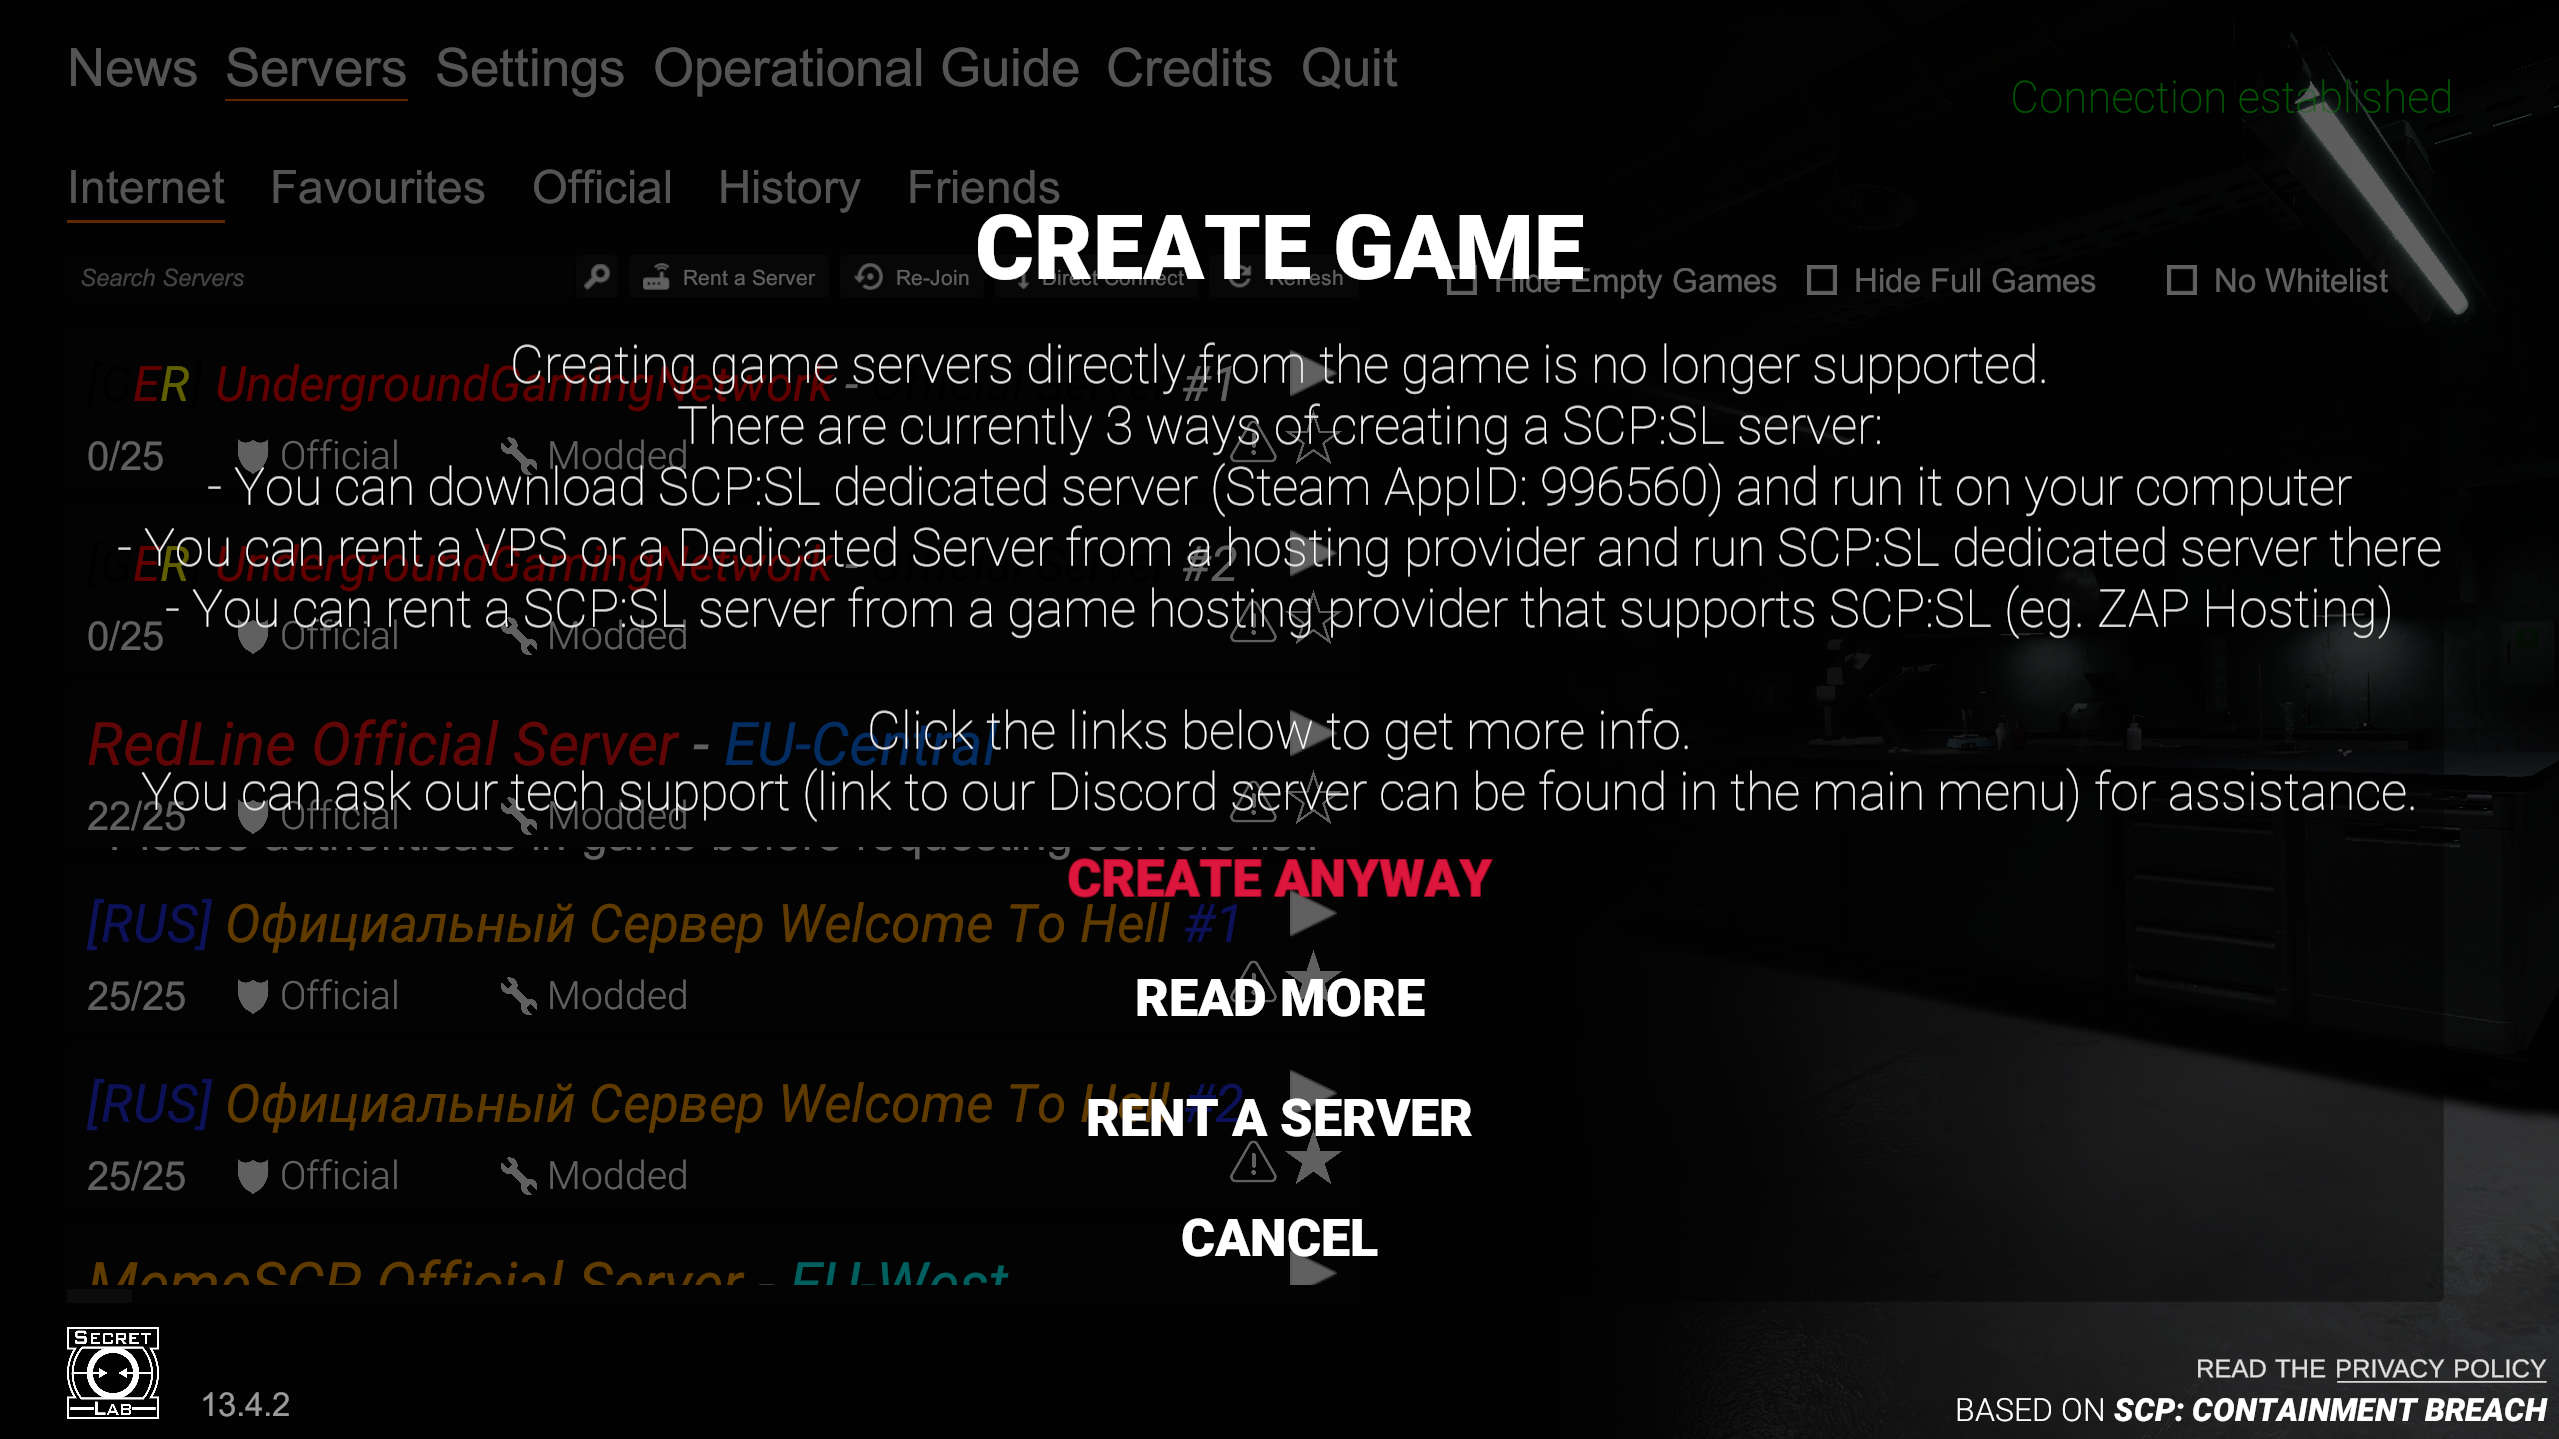 News Servers Settings Operational Guide Credits Quit
Connection established
Internet Favourites Official History Friends
CREATE GAME
Search Servers Rent a Server Re-Join Direct Connect Refresh Hide Empty Games Hide Full Games No Whitelist
Creating game servers directly from the game is no longer supported.
[GER] UndergroundGamingNetwork - Official Server #1
There are currently 3 ways of creating a SCP:SL server:
0/25 Official Modded
- You can download SCP:SL dedicated server (Steam AppID: 996560) and run it on your computer
- You can rent a VPS or a Dedicated Server from a hosting provider and run SCP:SL dedicated server there
[GER] UndergroundGamingNetwork - Official Server #2
- You can rent a SCP:SL server from a game hosting provider that supports SCP:SL (eg. ZAP Hosting)
0/25 Official Modded
Click the links below to get more info.
RedLine Official Server - EU-Central
You can ask our tech support (link to our Discord server can be found in the main menu) for assistance.
22/25 Official Modded
Please authenticate in game before requesting servers list.
CREATE ANYWAY
[RUS] Официальный Сервер Welcome To Hell #1
25/25 Official Modded
READ MORE
[RUS] Официальный Сервер Welcome To Hell #2
RENT A SERVER
25/25 Official Modded
CANCEL
MemeSCP Official Server - EU-West
SECRET
LAB
13.4.2
READ THE PRIVACY POLICY
BASED ON SCP: CONTAINMENT BREACH